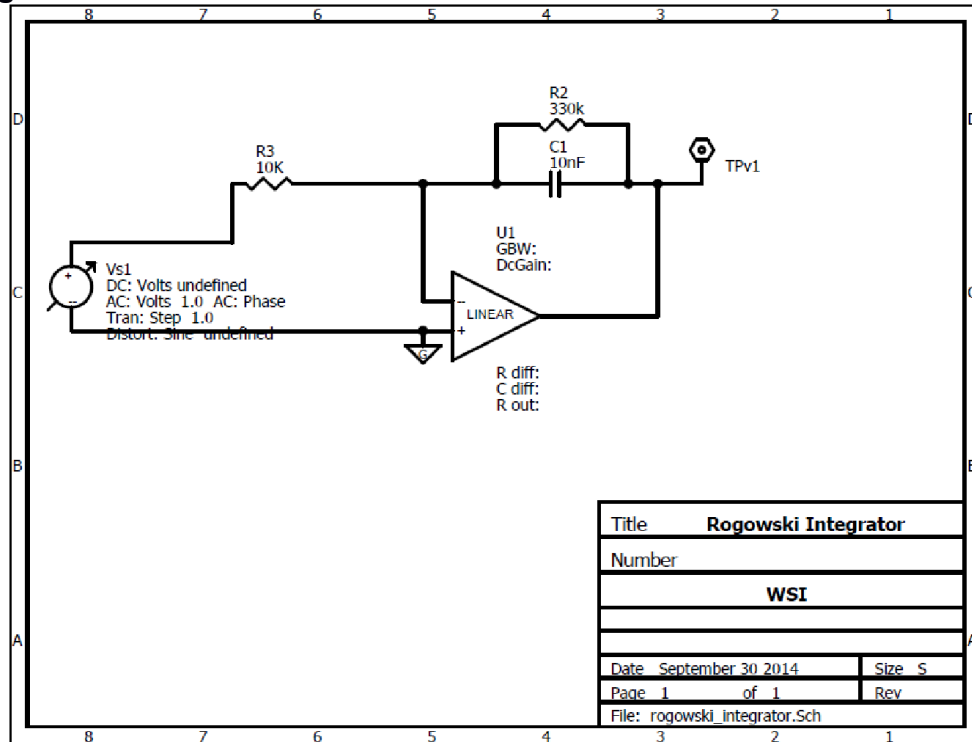 8 7 6 5 4 3 2 1
D
R2
330k
C1
10nF
R3
10K
TPv1
U1
GBW:
DcGain:
C
+
--
Vs1
DC: Volts undefined
AC: Volts 1.0 AC: Phase
Tran: Step 1.0
Distort: Sine undefined
--
LINEAR
+
G
R diff:
C diff:
R out:
B
Title Rogowski Integrator
Number
WSI
A
Date September 30 2014 Size S
Page 1 of 1 Rev
File: rogowski_integrator.Sch
8 7 6 5 4 3 2 1